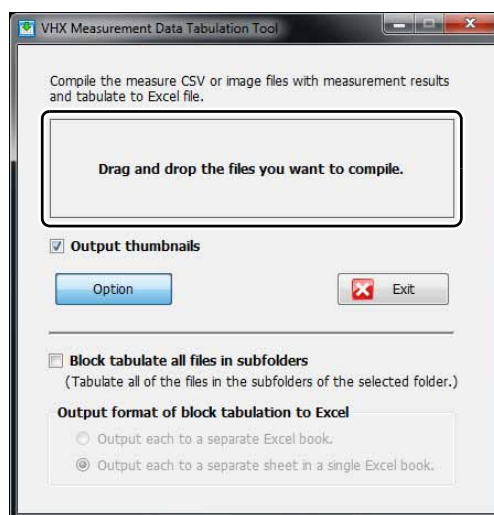 VHX Measurement Data Tabulation Tool
Compile the measure CSV or image files with measurement results
and tabulate to Excel file.
Drag and drop the files you want to compile.
Output thumbnails
Option
Exit
Block tabulate all files in subfolders
(Tabulate all of the files in the subfolders of the selected folder.)
Output format of block tabulation to Excel
Output each to a separate Excel book.
Output each to a separate sheet in a single Excel book.